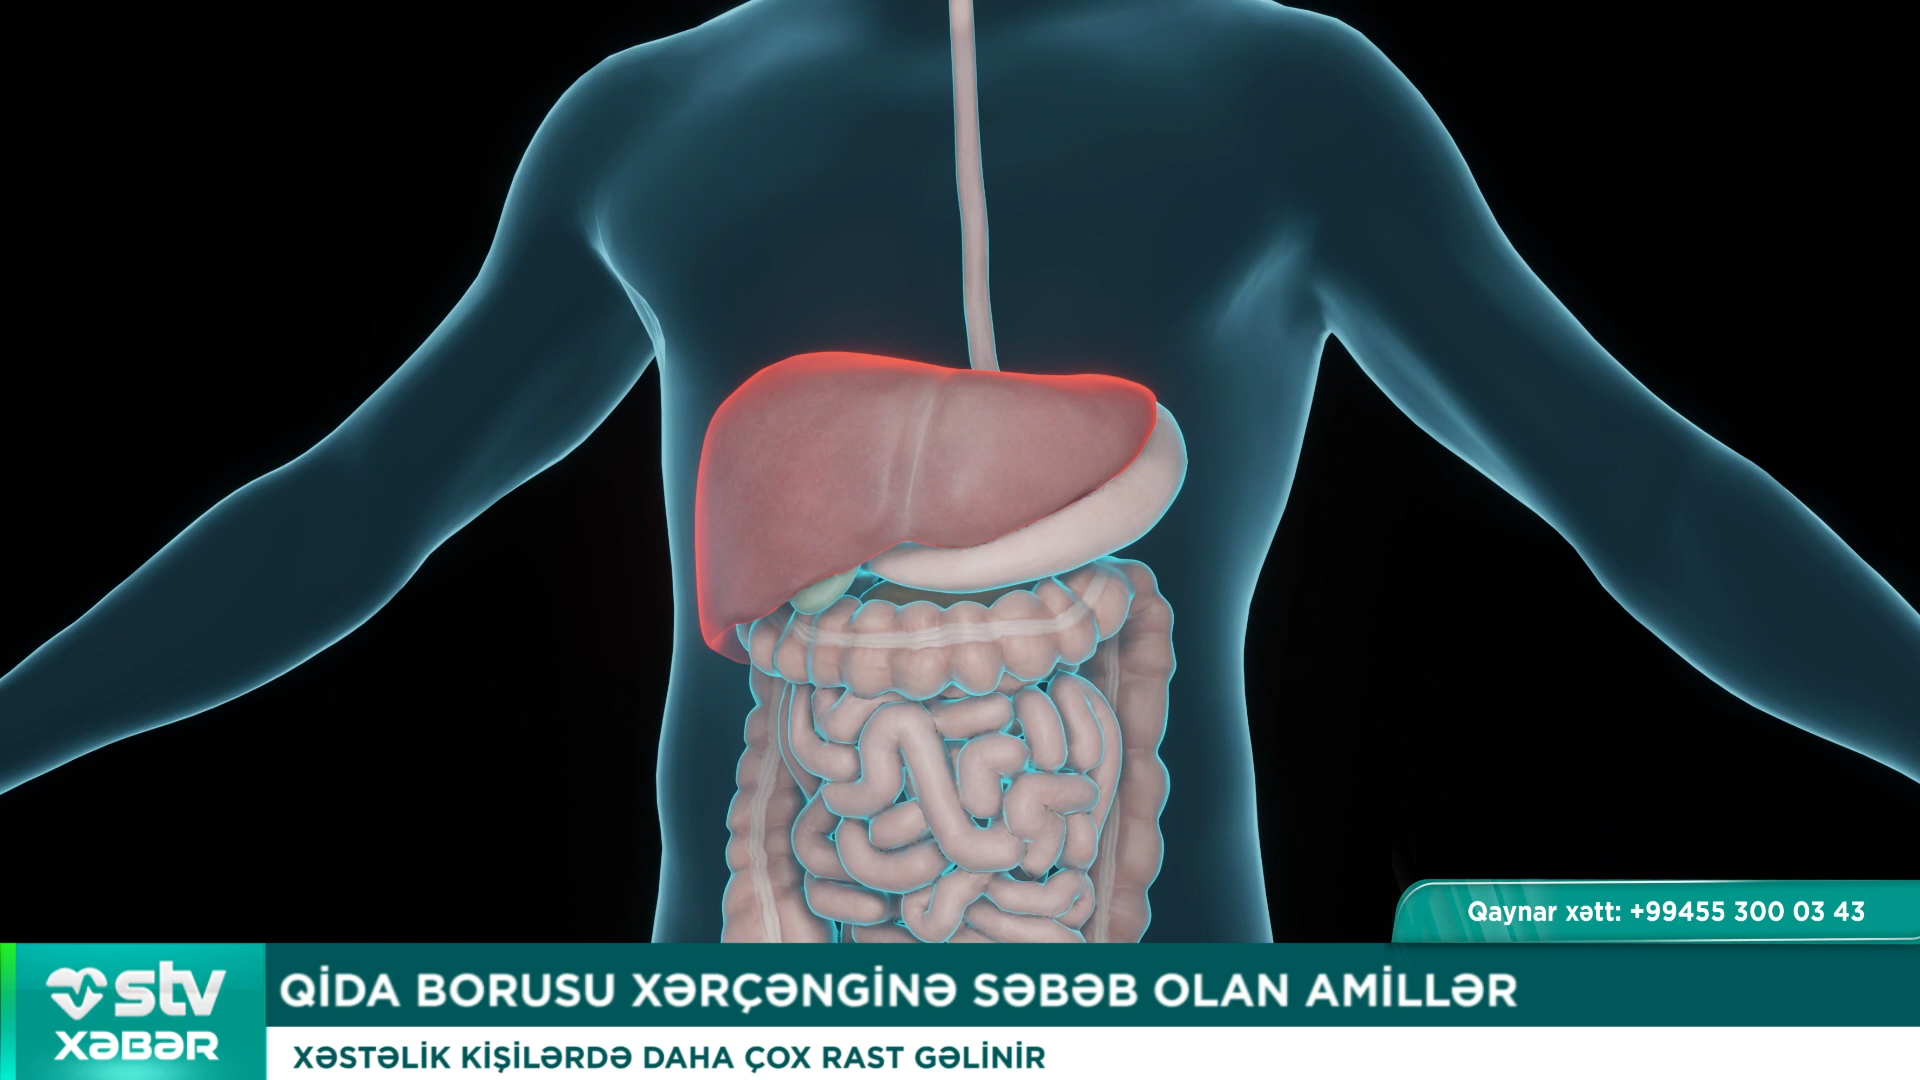 Qaynar xətt: +99455 300 03 43
stv
XƏBƏR
QİDA BORUSU XƏRÇƏNGİNƏ SƏBƏB OLAN AMİLLƏR
XƏSTƏLİK KİŞİLƏRDƏ DAHA ÇOX RAST GƏLİNİR